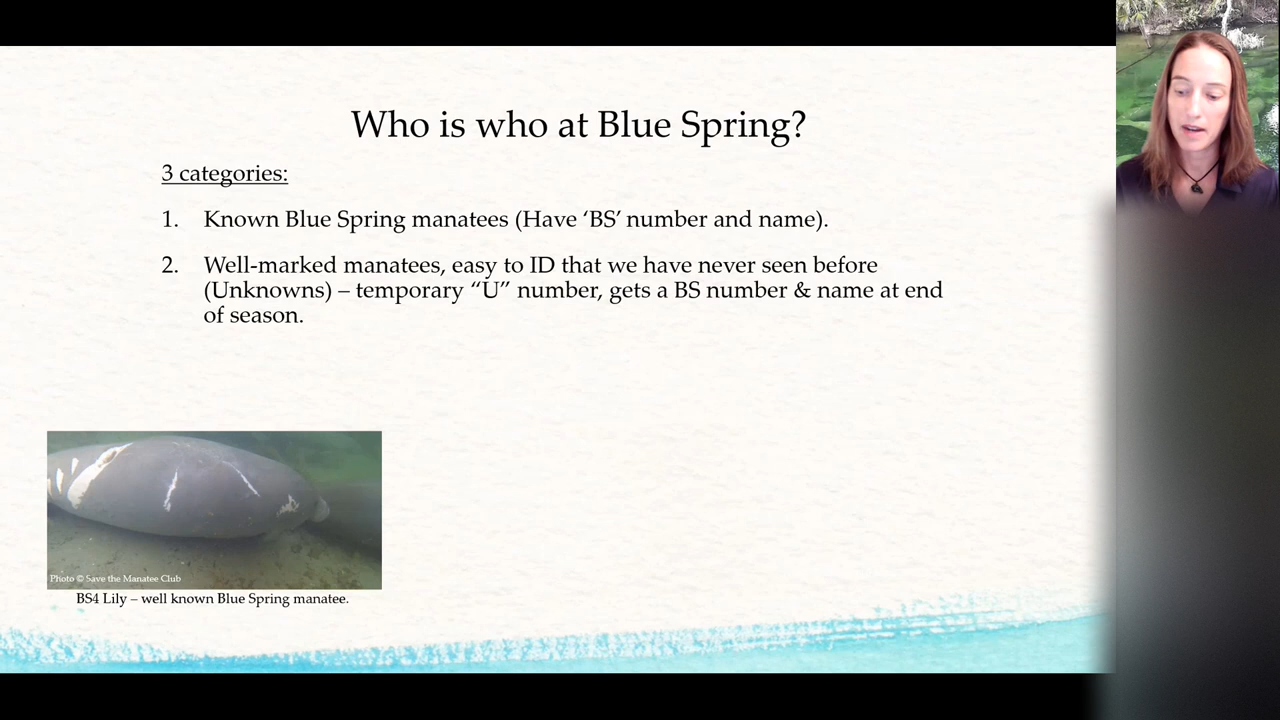 Who is who at Blue Spring?
3 categories:
1. Known Blue Spring manatees (Have ‘BS’ number and name).
2. Well-marked manatees, easy to ID that we have never seen before
(Unknowns) – temporary “U” number, gets a BS number & name at end
of season.
Photo © Save the Manatee Club
BS4 Lily – well known Blue Spring manatee.